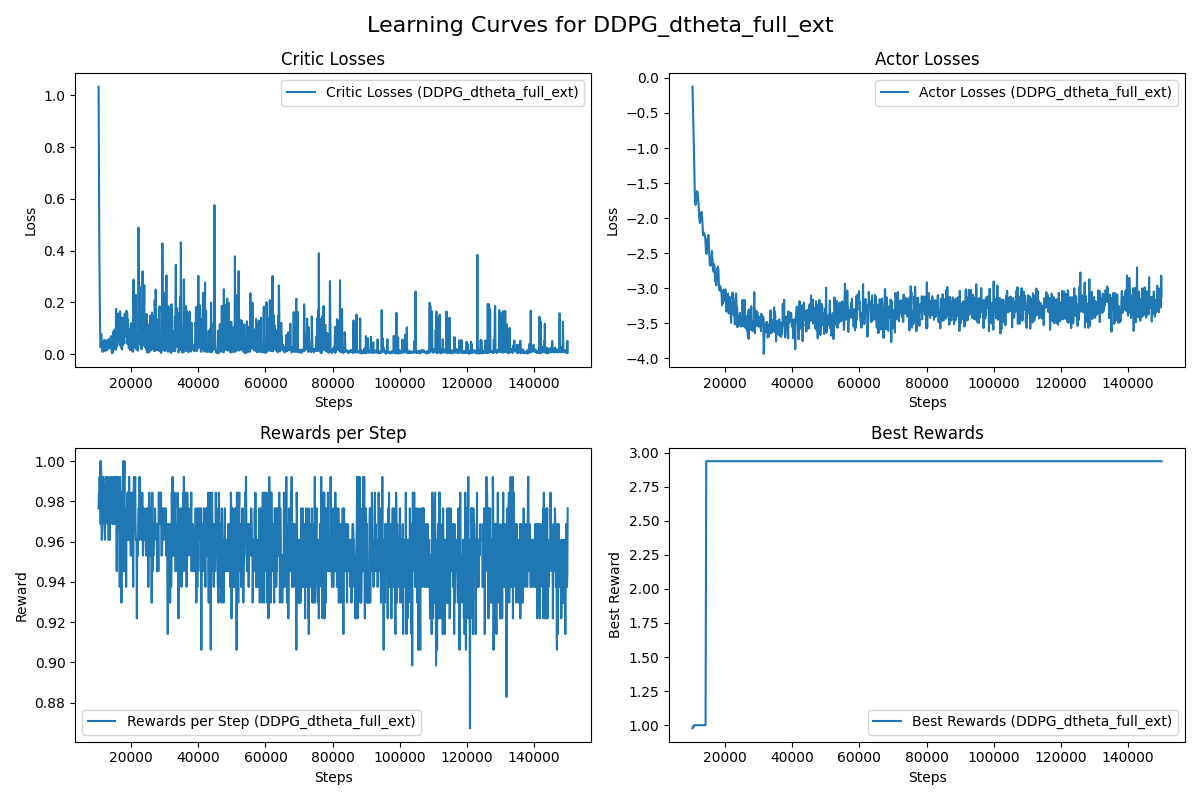 Learning Curves for DDPG_dtheta_full_ext
Critic Losses
Critic Losses (DDPG_dtheta_full_ext)
Loss
1.0
0.8
0.6
0.4
0.2
0.0
20000 40000 60000 80000 100000 120000 140000
Steps
Actor Losses
Actor Losses (DDPG_dtheta_full_ext)
Loss
0.0
−0.5
−1.0
−1.5
−2.0
−2.5
−3.0
−3.5
−4.0
20000 40000 60000 80000 100000 120000 140000
Steps
Rewards per Step
Reward
1.00
0.98
0.96
0.94
0.92
0.90
0.88
Rewards per Step (DDPG_dtheta_full_ext)
20000 40000 60000 80000 100000 120000 140000
Steps
Best Rewards
Best Reward
3.00
2.75
2.50
2.25
2.00
1.75
1.50
1.25
1.00
Best Rewards (DDPG_dtheta_full_ext)
20000 40000 60000 80000 100000 120000 140000
Steps